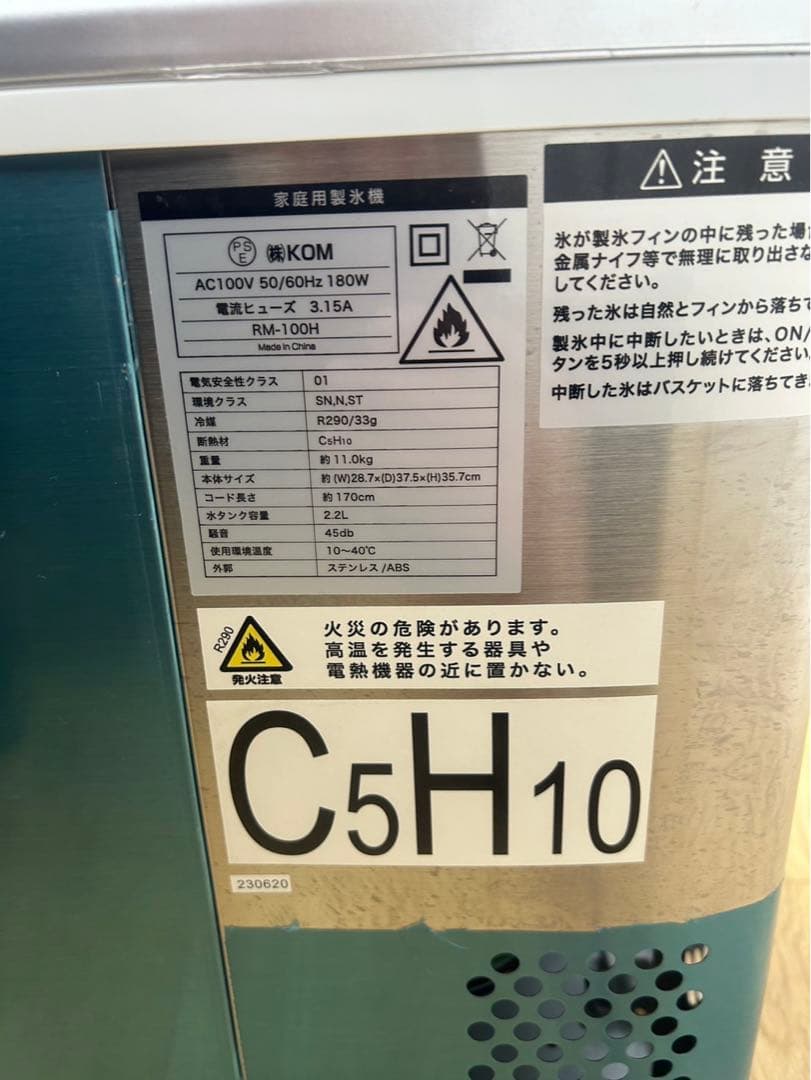 家庭用製氷機
PS
E
㈱KOM
AC100V 50/60Hz 180W
電流ヒューズ 3.15A
RM-100H
Made in China
電気安全性クラス 01
環境クラス SN,N,ST
冷媒 R290/33g
断熱材 C5H10
重量 約11.0kg
本体サイズ 約(W)28.7×(D)37.5×(H)35.7cm
コード長さ 約170cm
水タンク容量 2.2L
騒音 45db
使用環境温度 10〜40℃
外郭 ステンレス/ABS
注意
氷が製氷フィンの中に残った場
金属ナイフ等で無理に取り出さな
してください。
残った氷は自然とフィンから落ちて
製氷中に中断したいときは、ON/
タンを5秒以上押し続けてください
中断した氷はバスケットに落ちてき
R290
発火注意
火災の危険があります。
高温を発生する器具や
電熱機器の近に置かない。
C5H10
230620